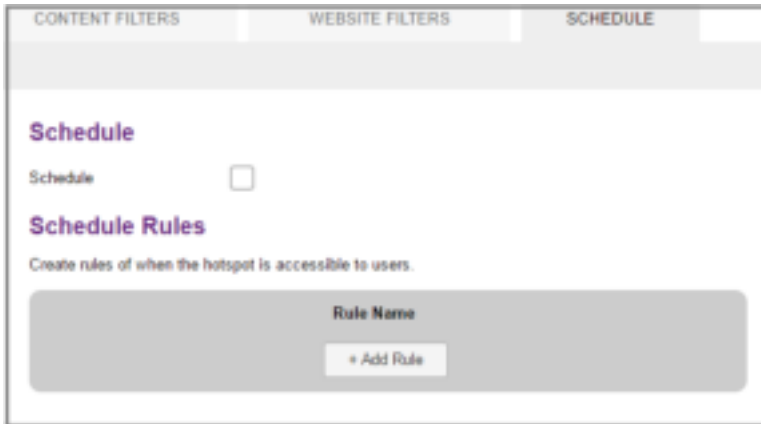 CONTENT FILTERS WEBSITE FILTERS SCHEDULE
Schedule
Schedule
Schedule Rules
Create rules of when the hotspot is accessible to users.
Rule Name
+ Add Rule